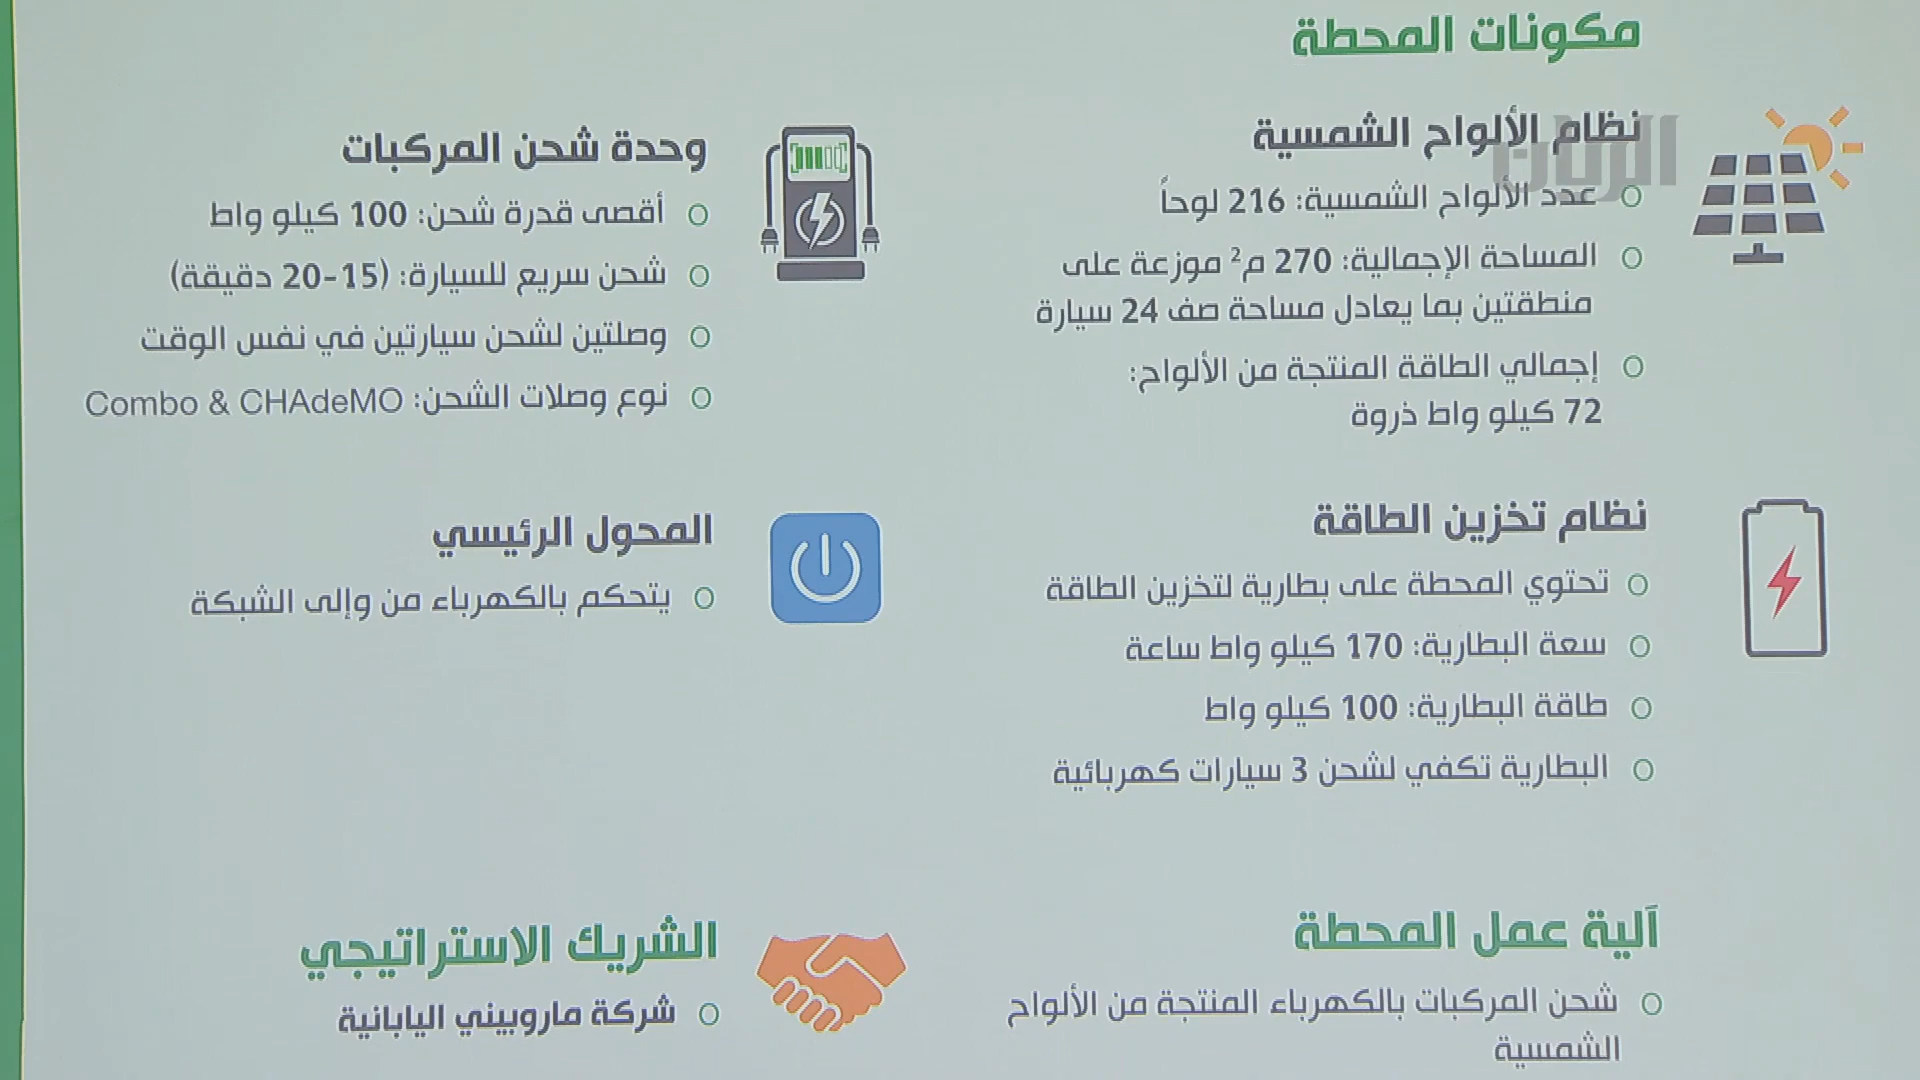 مكونات المحطة
نظام الألواح الشمسية
الريان
عدد الألواح الشمسية: 216 لوحاً
المساحة الإجمالية: 270 م² موزعة على
منطقتين بما يعادل مساحة صف 24 سيارة
إجمالي الطاقة المنتجة من الألواح:
72 كيلو واط ذروة
وحدة شحن المركبات
أقصى قدرة شحن: 100 كيلو واط
شحن سريع للسيارة: (15-20 دقيقة)
وصلتين لشحن سيارتين في نفس الوقت
نوع وصلات الشحن: Combo & CHAdeMO
نظام تخزين الطاقة
تحتوي المحطة على بطارية لتخزين الطاقة
سعة البطارية: 170 كيلو واط ساعة
طاقة البطارية: 100 كيلو واط
البطارية تكفي لشحن 3 سيارات كهربائية
المحول الرئيسي
يتحكم بالكهرباء من وإلى الشبكة
آلية عمل المحطة
شحن المركبات بالكهرباء المنتجة من الألواح
الشمسية
الشريك الاستراتيجي
شركة ماروبيني اليابانية